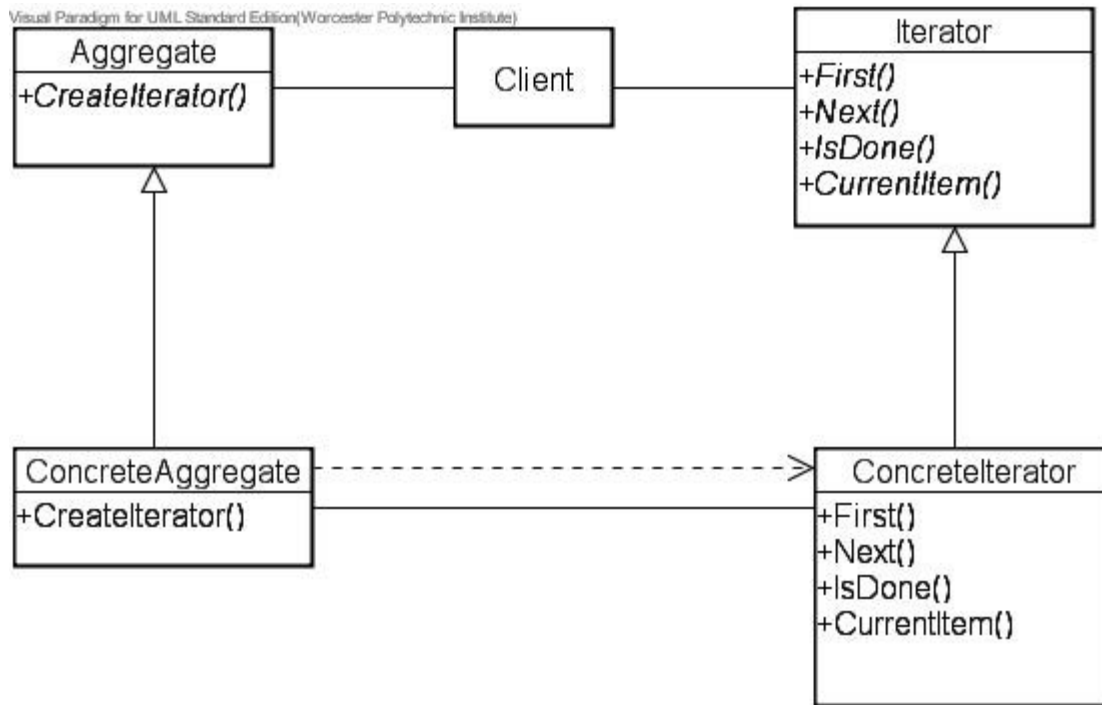 Visual Paradigm for UML Standard Edition(Worcester Polytechnic Institute)
Aggregate
+CreateIterator()
Client
Iterator
+First()
+Next()
+IsDone()
+CurrentItem()
ConcreteAggregate
+CreateIterator()
ConcreteIterator
+First()
+Next()
+IsDone()
+CurrentItem()